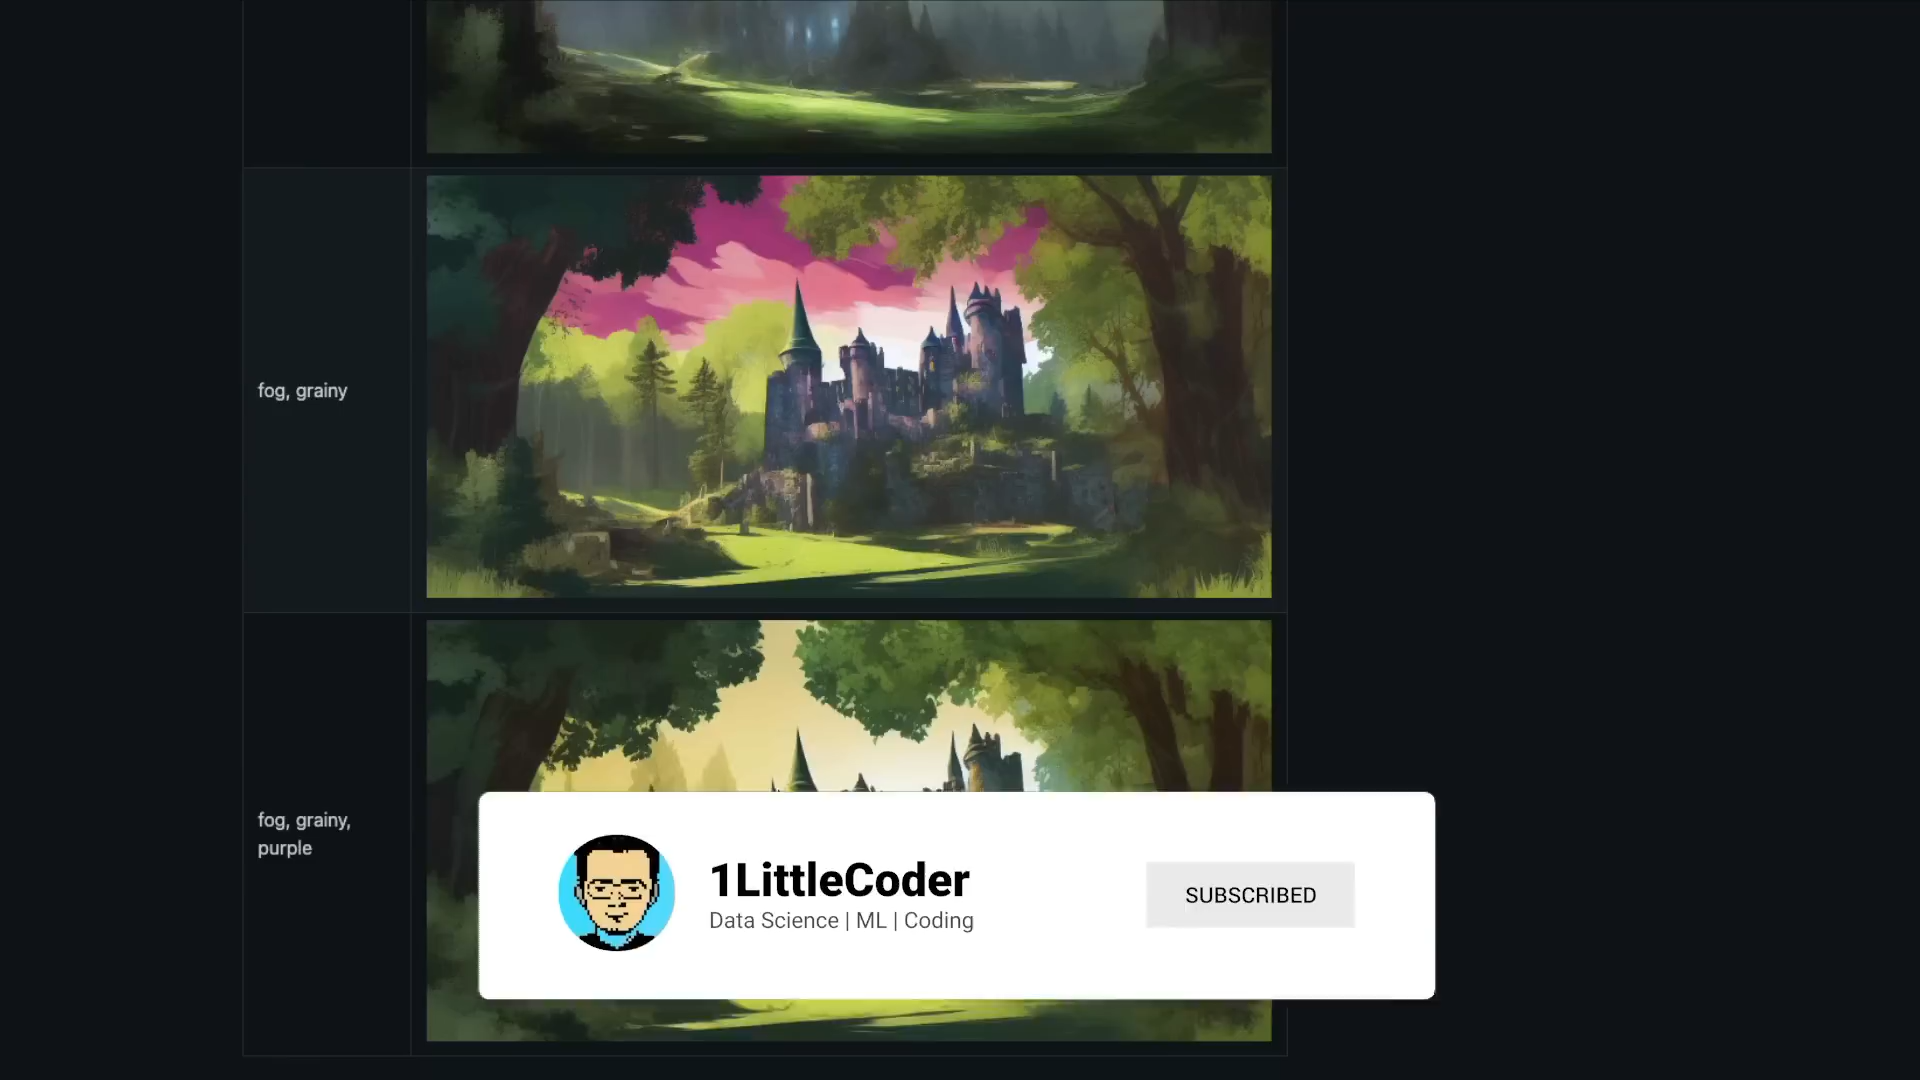 fog, grainy
fog, grainy,
purple
1LittleCoder
Data Science | ML | Coding
SUBSCRIBED